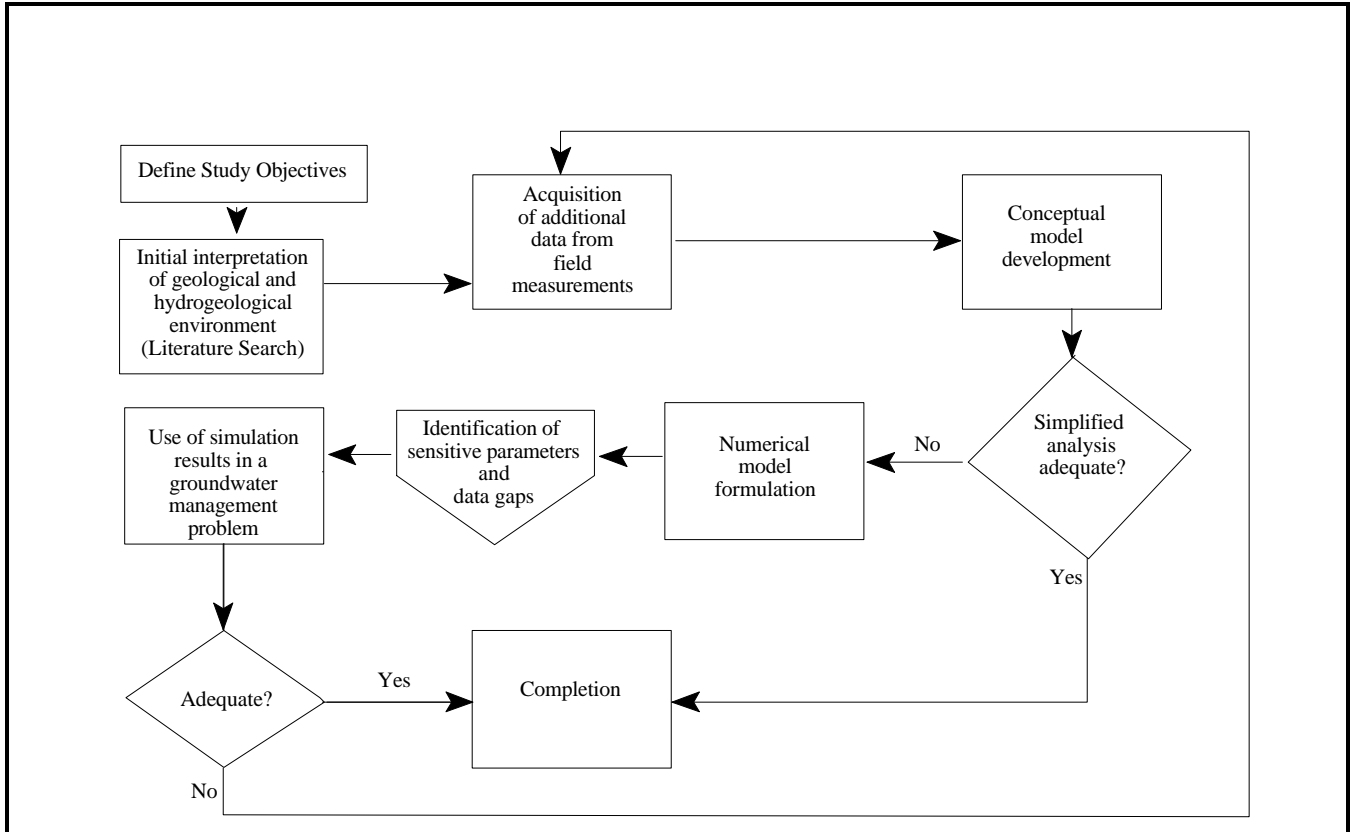 Define Study Objectives
Initial interpretation
of geological and
hydrogeological
environment
(Literature Search)
Acquisition
of additional
data from
field
measurements
Conceptual
model
development
Simplified
analysis
adequate?
No
Yes
Numerical
model
formulation
Identification of
sensitive parameters
and
data gaps
Use of simulation
results in a
groundwater
management
problem
Adequate?
Yes
No
Completion